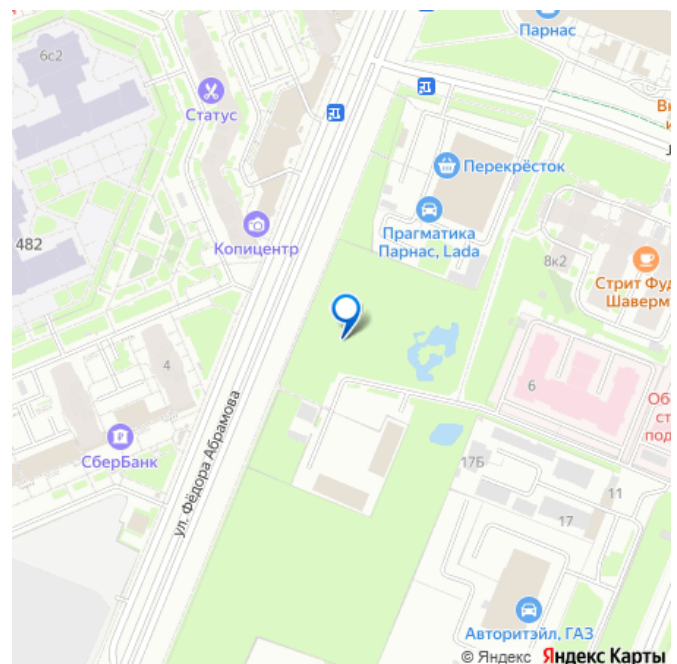 6с2
Парнас
Статус
Перекрёсток
Прагматика
Парнас, Lada
Копицентр
482
8к2
Стрит Фуд
Шаверм
4
6
СберБанк
ул. Фёдора Абрамова
17Б
11
17
Авторитэйл, ГАЗ
© Яндекс Яндекс Карты